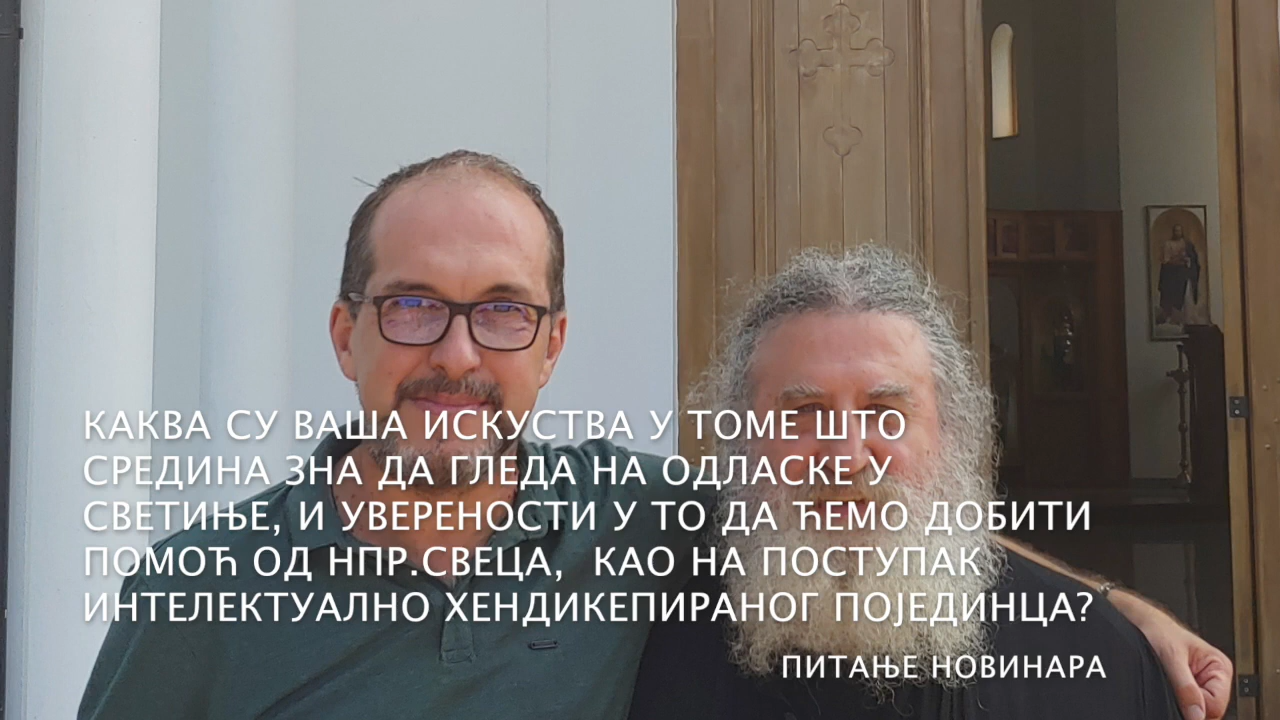 КАКВА СУ ВАША ИСКУСТВА У ТОМЕ ШТО
СРЕДИНА ЗНА ДА ГЛЕДА НА ОДЛАСКЕ У
СВЕТИЊЕ, И УВЕРЕНОСТИ У ТО ДА ЋЕМО ДОБИТИ
ПОМОЋ ОД НПР.СВЕЦА,  КАО НА ПОСТУПАК
ИНТЕЛЕКТУАЛНО ХЕНДИКЕПИРАНОГ ПОЈЕДИНЦА?
ПИТАЊЕ НОВИНАРА